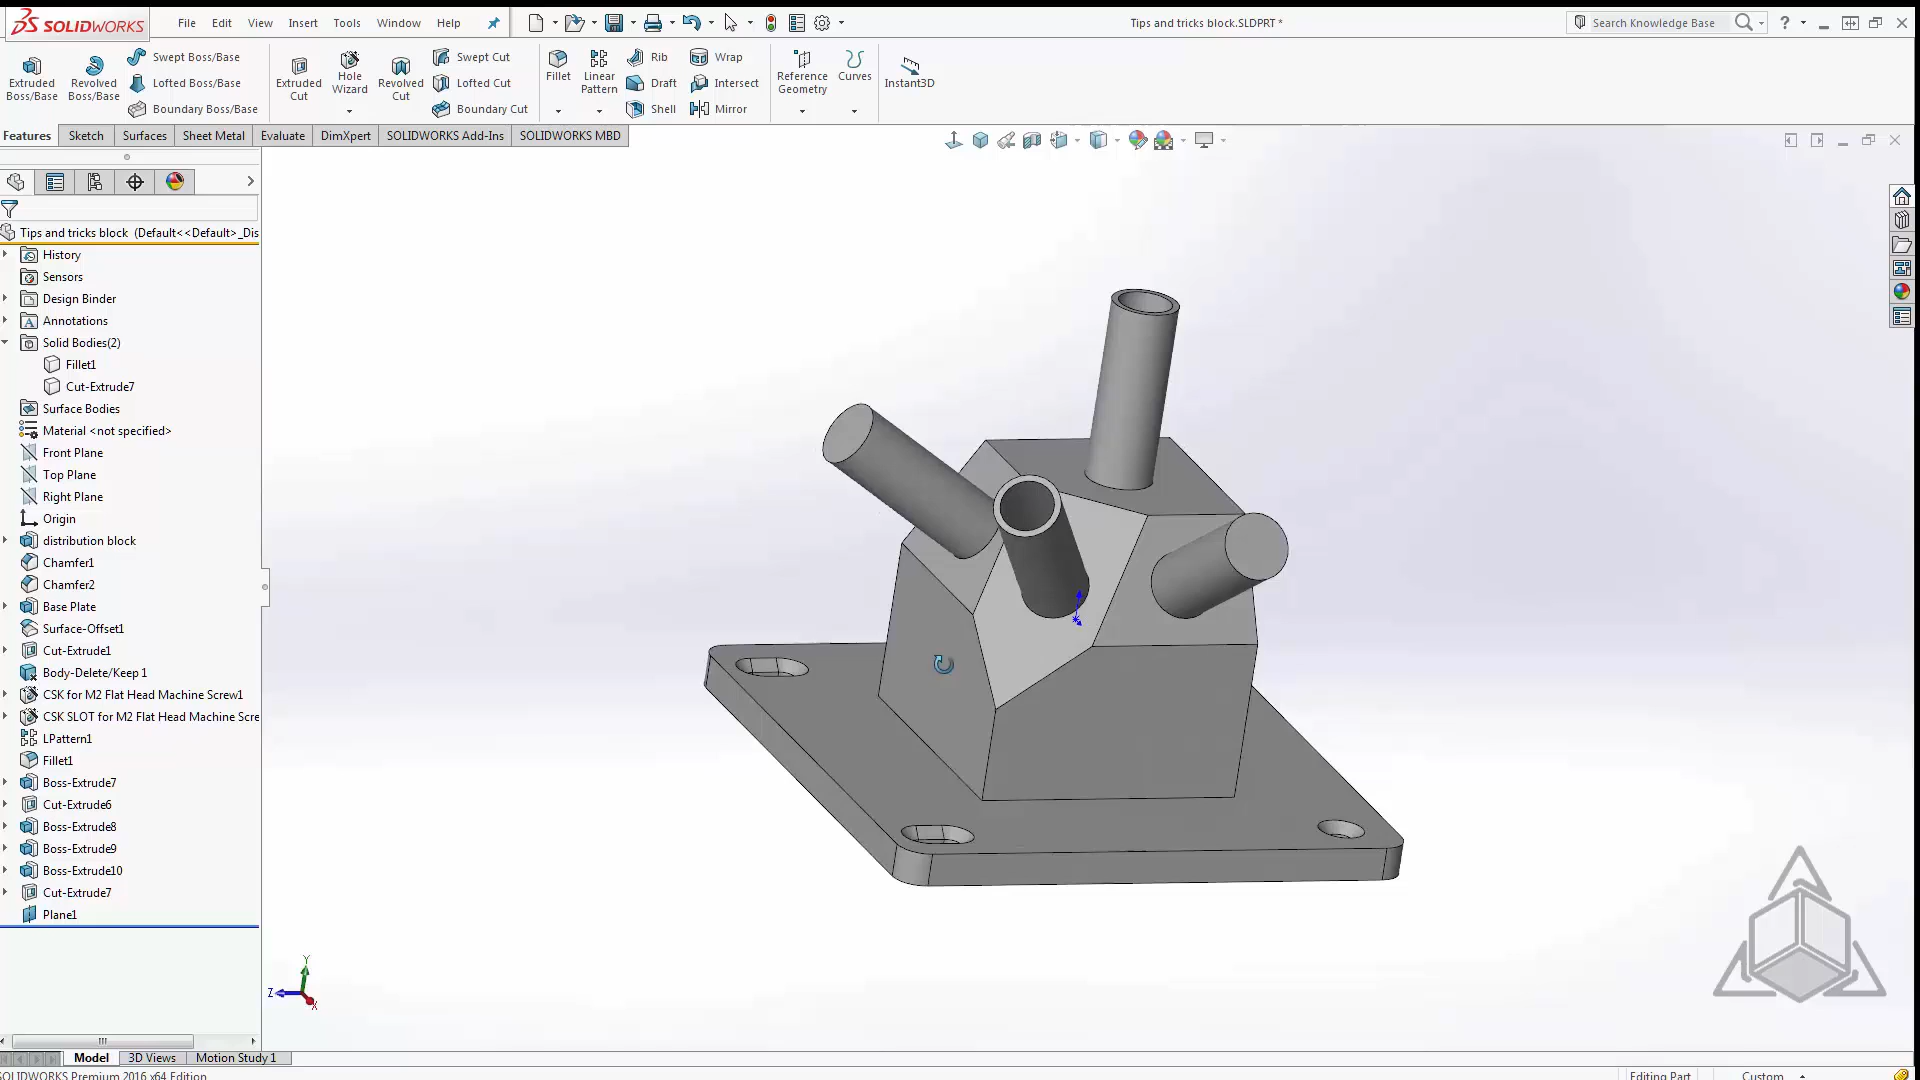 SOLIDWORKS File Edit View Insert Tools Window Help Tips and tricks block.SLDPRT * Search Knowledge Base ?
Extruded Boss/Base
Revolved Boss/Base
Swept Boss/Base
Lofted Boss/Base
Boundary Boss/Base
Extruded Cut
Hole Wizard
Revolved Cut
Swept Cut
Lofted Cut
Boundary Cut
Fillet
Linear Pattern
Rib
Draft
Shell
Wrap
Intersect
Mirror
Reference Geometry
Curves
Instant3D
Features Sketch Surfaces Sheet Metal Evaluate DimXpert SOLIDWORKS Add-Ins SOLIDWORKS MBD
Tips and tricks block (Default<<Default>_Dis
History
Sensors
Design Binder
Annotations
Solid Bodies(2)
Fillet1
Cut-Extrude7
Surface Bodies
Material <not specified>
Front Plane
Top Plane
Right Plane
Origin
distribution block
Chamfer1
Chamfer2
Base Plate
Surface-Offset1
Cut-Extrude1
Body-Delete/Keep 1
CSK for M2 Flat Head Machine Screw1
CSK SLOT for M2 Flat Head Machine Scre
LPattern1
Fillet1
Boss-Extrude7
Cut-Extrude6
Boss-Extrude8
Boss-Extrude9
Boss-Extrude10
Cut-Extrude7
Plane1
Y
Z
X
Model 3D Views Motion Study 1
SOLIDWORKS Premium 2016 x64 Edition Editing Part Custom